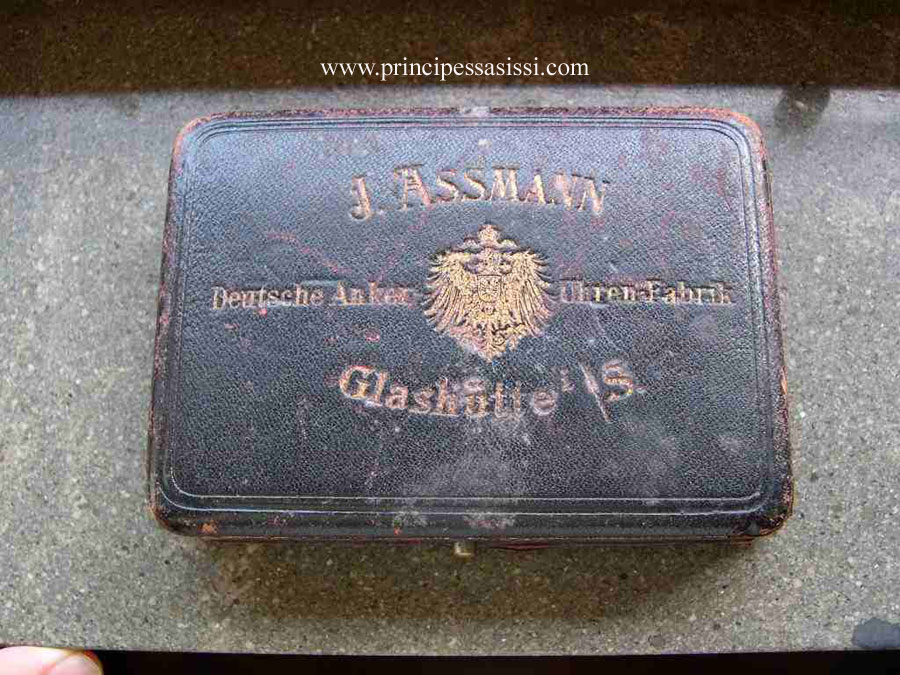 www.principessasissi.com
J. ASSMANN
Deutsche Anker Uhren-Fabrik
Glashütte i/S.